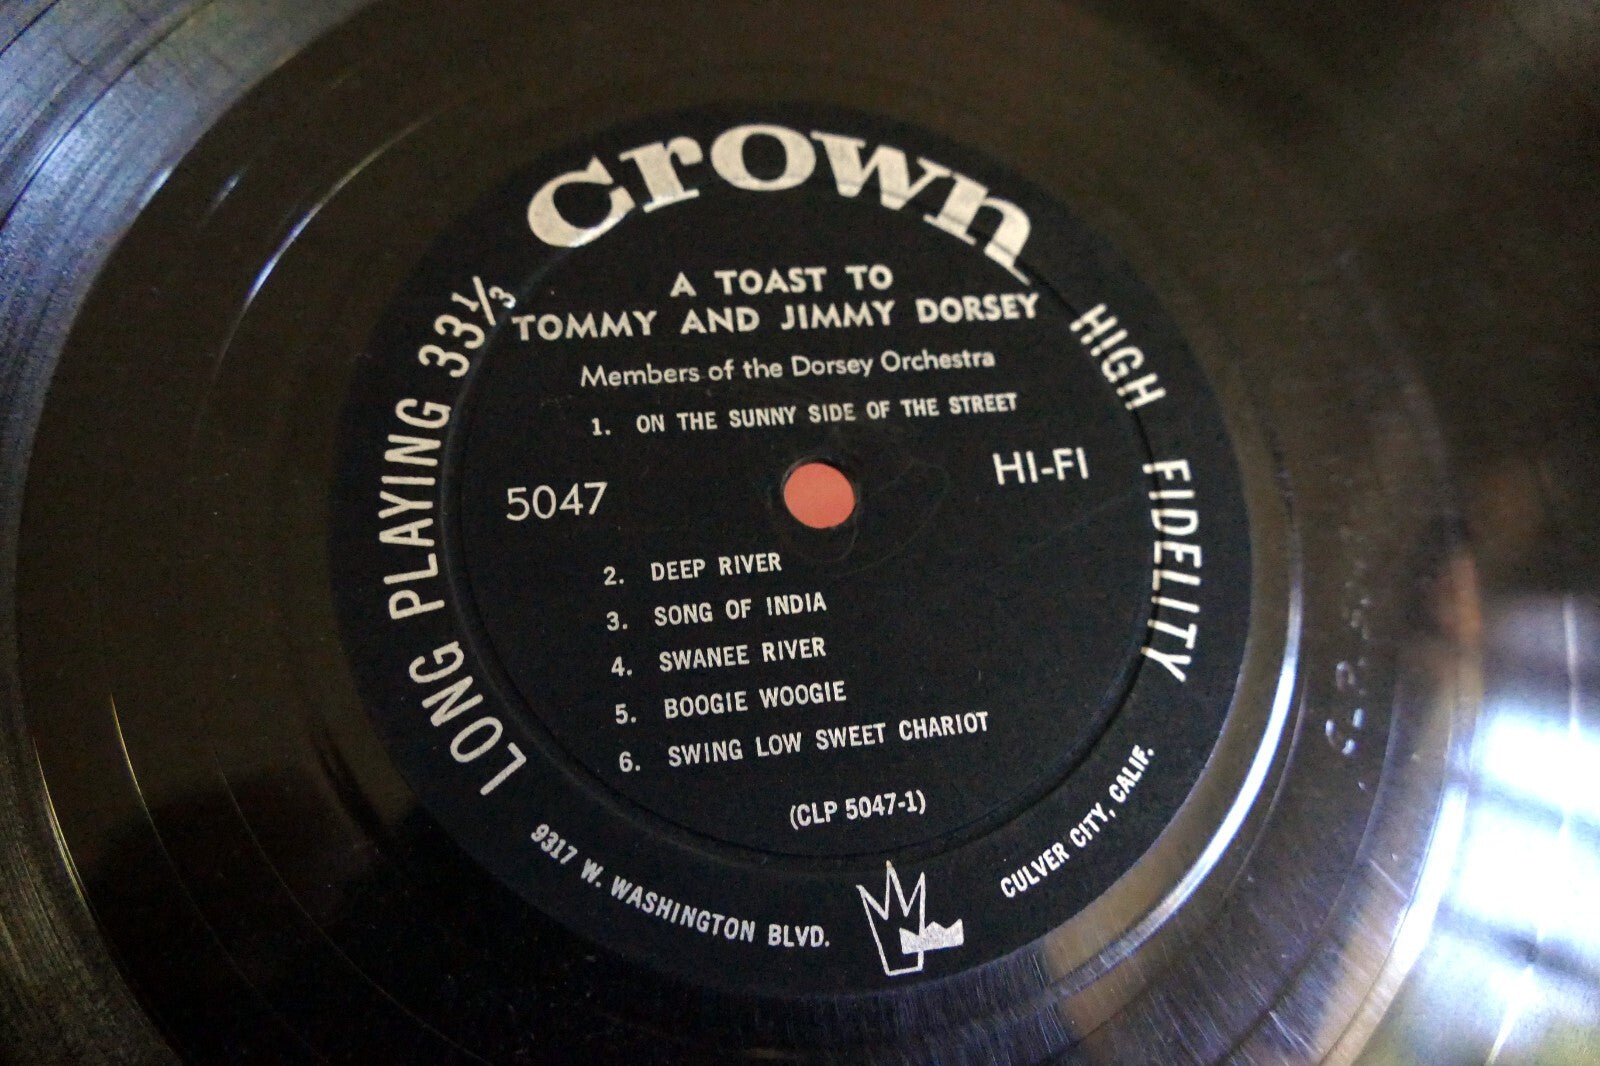 crown
A TOAST TO
TOMMY AND JIMMY DORSEY
Members of the Dorsey Orchestra
1. ON THE SUNNY SIDE OF THE STREET
5047
HI-FI
2. DEEP RIVER
3. SONG OF INDIA
4. SWANEE RIVER
5. BOOGIE WOOGIE
6. SWING LOW SWEET CHARIOT
(CLP 5047-1)
LONG PLAYING 33 1/3
HIGH FIDELITY
9317 W. WASHINGTON BLVD.
CULVER CITY, CALIF.